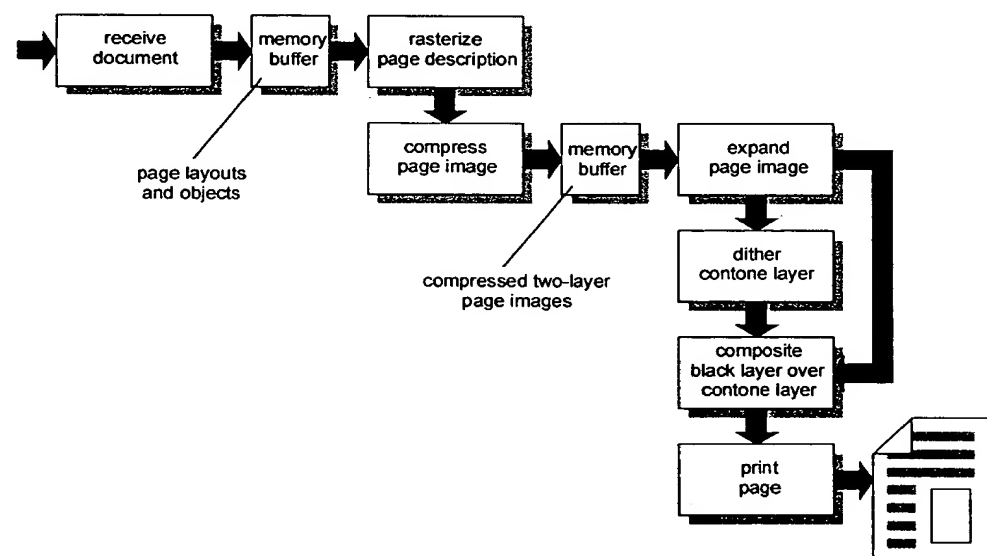 receive
document
memory
buffer
rasterize
page description
page layouts
and objects
compress
page image
memory
buffer
expand
page image
compressed two-layer
page images
dither
contone layer
composite
black layer over
contone layer
print
page